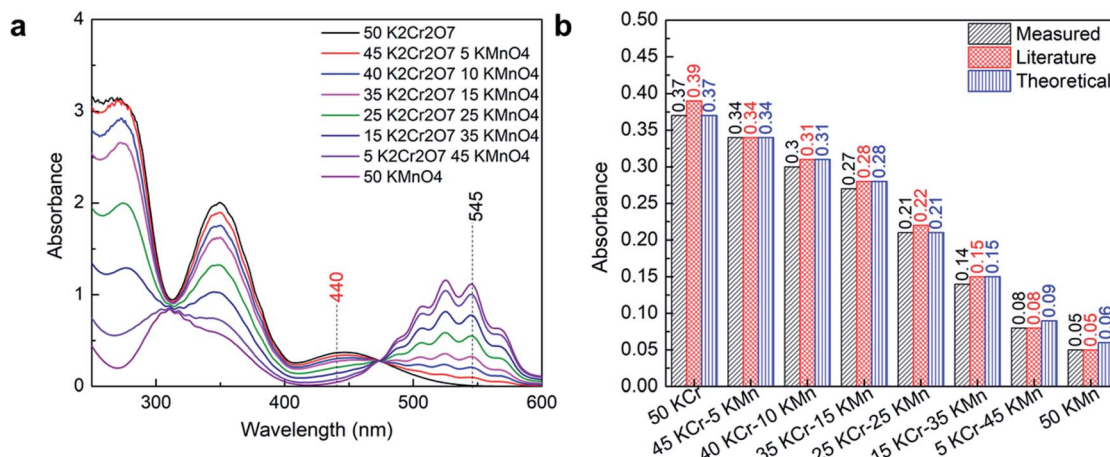 a
4
3
2
1
0
Absorbance
300
400
500
600
Wavelength (nm)
50 K2Cr2O7
45 K2Cr2O7 5 KMnO4
40 K2Cr2O7 10 KMnO4
35 K2Cr2O7 15 KMnO4
25 K2Cr2O7 25 KMnO4
15 K2Cr2O7 35 KMnO4
5 K2Cr2O7 45 KMnO4
50 KMnO4
440
545
b
0.50
0.45
0.40
0.35
0.30
0.25
0.20
0.15
0.10
0.05
0.00
Absorbance
Measured
Literature
Theoretical
0.37
0.39
0.37
0.34
0.34
0.34
0.3
0.31
0.31
0.27
0.28
0.28
0.21
0.22
0.21
0.14
0.15
0.15
0.08
0.08
0.09
0.05
0.05
0.06
50 KCr
45 KCr-5 KMn
40 KCr-10 KMn
35 KCr-15 KMn
25 KCr-25 KMn
15 KCr-35 KMn
5 KCr-45 KMn
50 KMn